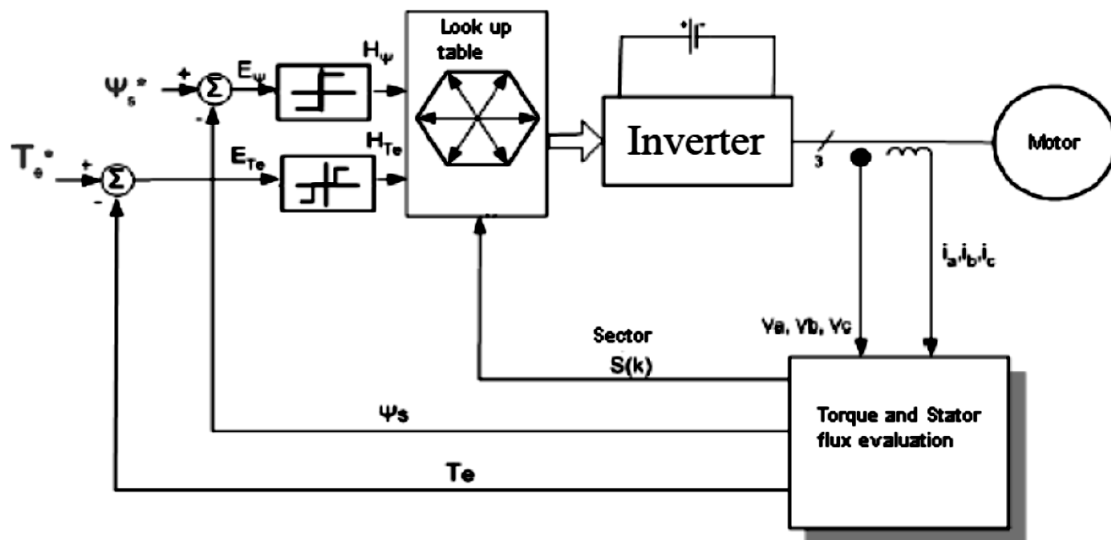 Look up
table
Ψs*
+
-
Σ
EΨ
HΨ
Te*
+
-
Σ
ETe
HTe
+ -
Inverter
3
Motor
ia,ib,ic
Va, Vb, Vc
Sector
S(k)
Ψs
Te
Torque and Stator
flux evaluation